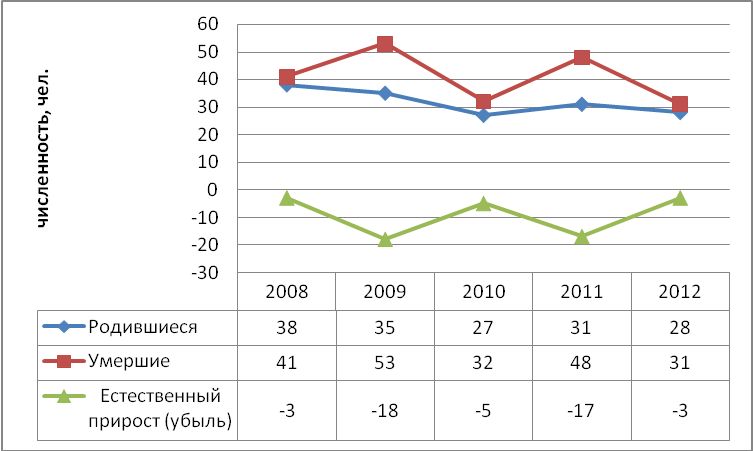 численность, чел.
60
50
40
30
20
10
0
-10
-20
-30
2008 2009 2010 2011 2012
Родившиеся 38 35 27 31 28
Умершие 41 53 32 48 31
Естественный
прирост (убыль) -3 -18 -5 -17 -3